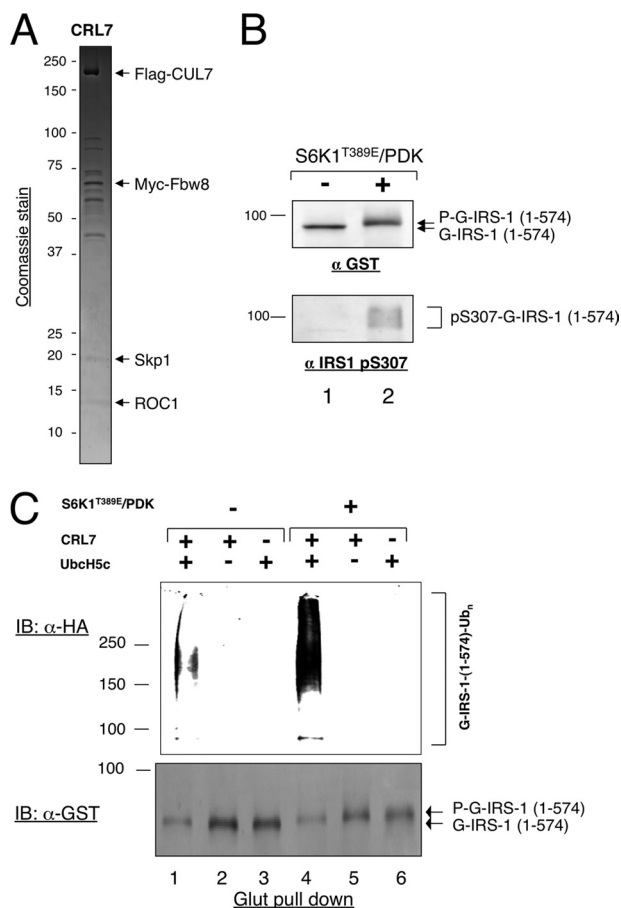 A
CRL7
250
150
100
75
50
37
25
20
15
10
Coomassie stain
Flag-CUL7
Myc-Fbw8
Skp1
ROC1
B
S6K1T389E/PDK
- +
100
P-G-IRS-1 (1-574)
G-IRS-1 (1-574)
α GST
100
pS307-G-IRS-1 (1-574)
α IRS1 pS307
1 2
C
S6K1T389E/PDK - +
CRL7 + + - + + -
UbcH5c + - + + - +
IB: α-HA
250
150
100
G-IRS-1-(1-574)-Ubn
100
IB: α-GST
P-G-IRS-1 (1-574)
G-IRS-1 (1-574)
1 2 3 4 5 6
Glut pull down